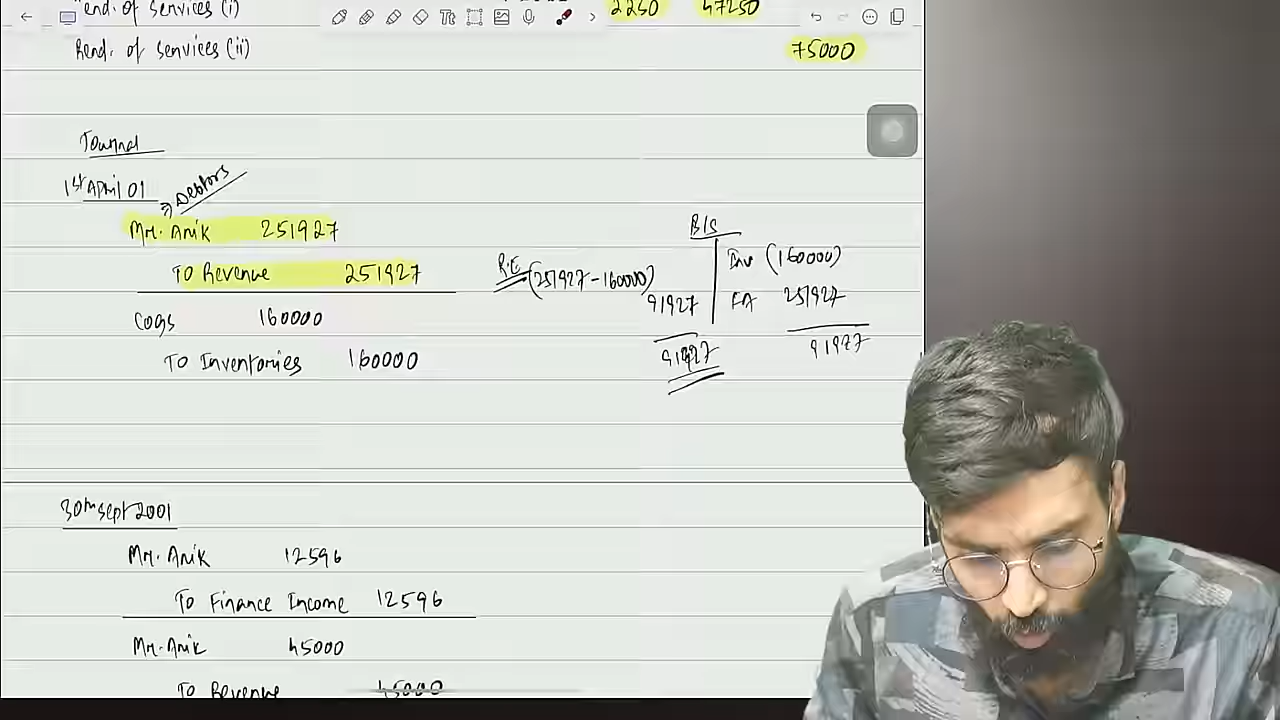 Rend. of services (i) 2250 47250
Rend. of services (ii) 75000
Journal
1st April 01
⇒ Debtors
Mr. Anik 251927
To Revenue 251927
Cogs 160000
To Inventories 160000
B/S
R.E (251927-160000)
91927
91927
Inv (160000)
FA 251927
91927
30th Sept 2001
Mr. Anik 12596
To Finance Income 12596
Mr. Anik 45000
To Revenue 45000